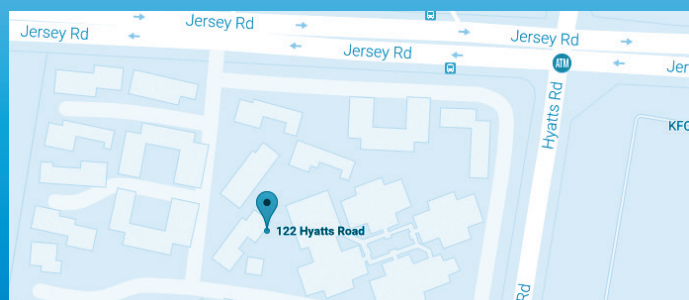 Jersey Rd
Jersey Rd
Jersey Rd
Jersey Rd
ATM
Jer
Hyatts Rd
KFC
122 Hyatts Road
Rd